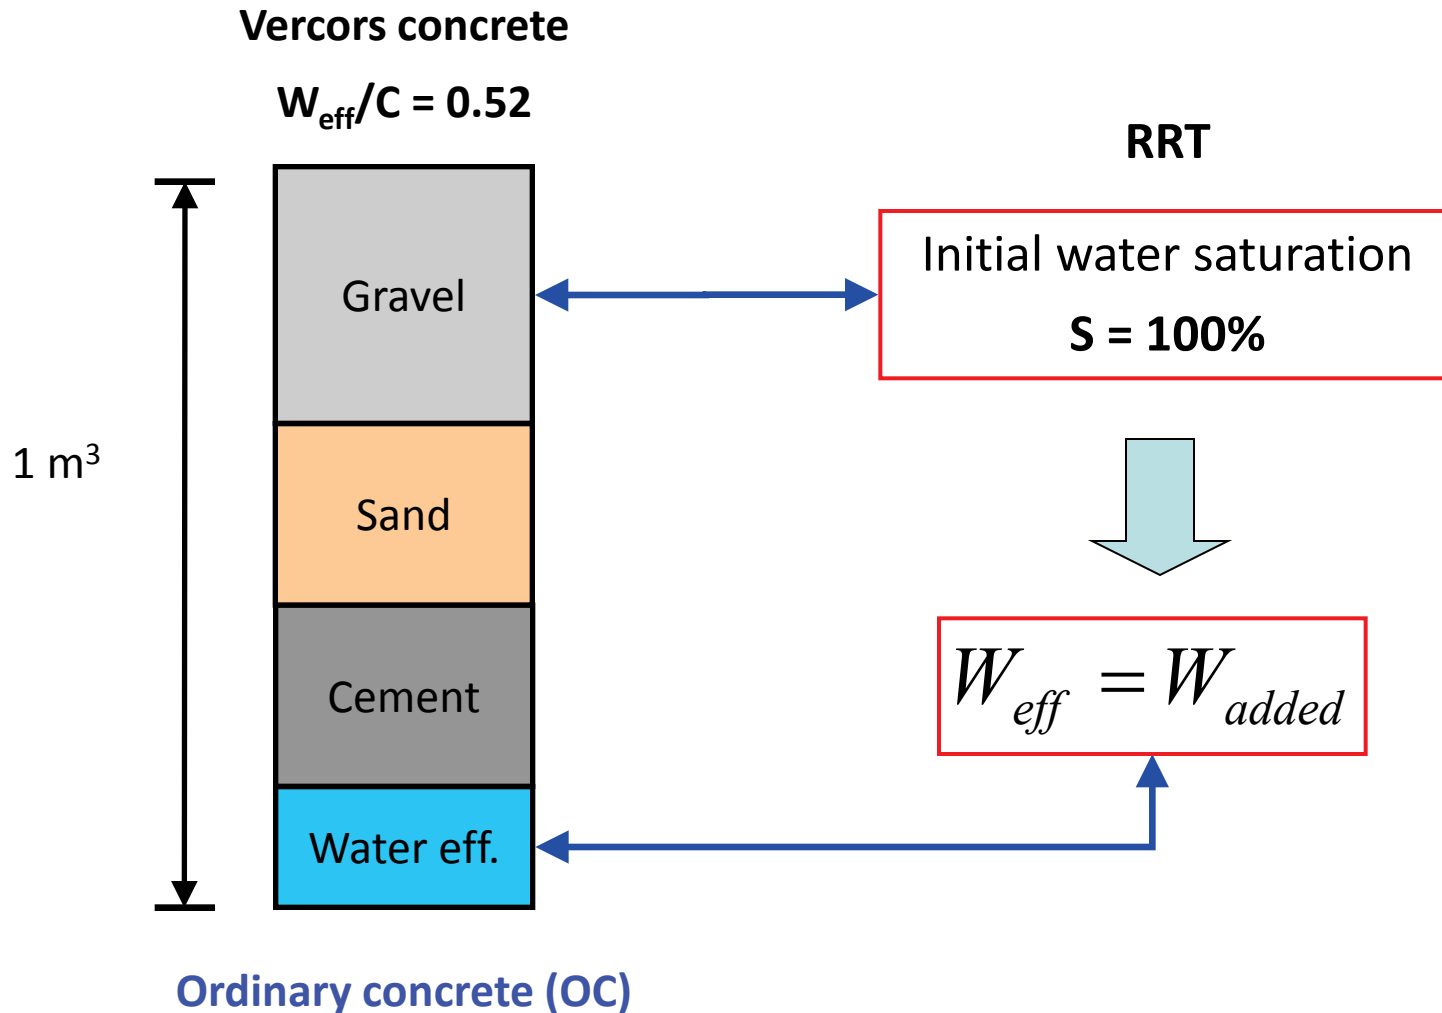 Vercors concrete
W_eff/C = 0.52
RRT
Initial water saturation
S = 100%
Gravel
1 m³
Sand
Cement
W_eff = W_added
Water eff.
Ordinary concrete (OC)